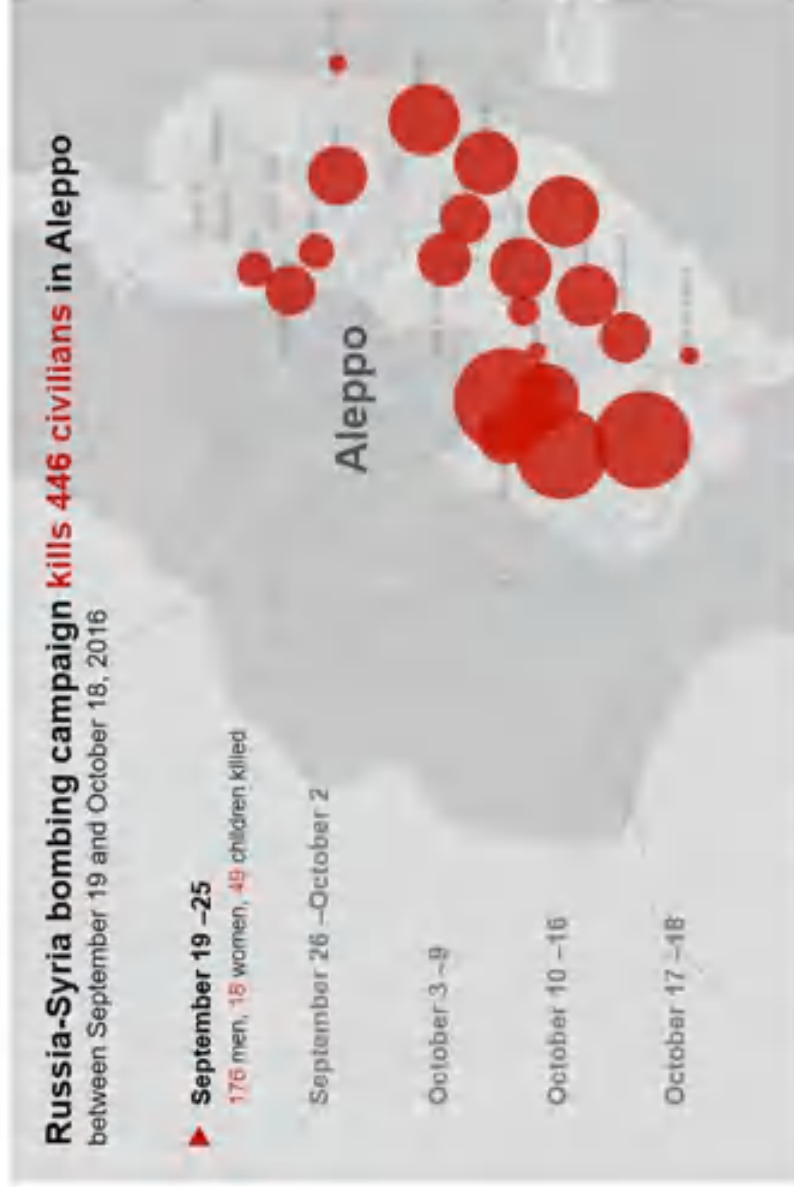 Russia-Syria bombing campaign kills 446 civilians in Aleppo
between September 19 and October 18, 2016
September 19 –25
176 men, 18 women, 49 children killed
September 26 –October 2
October 3 –9
October 10 –16
October 17 –18
Aleppo